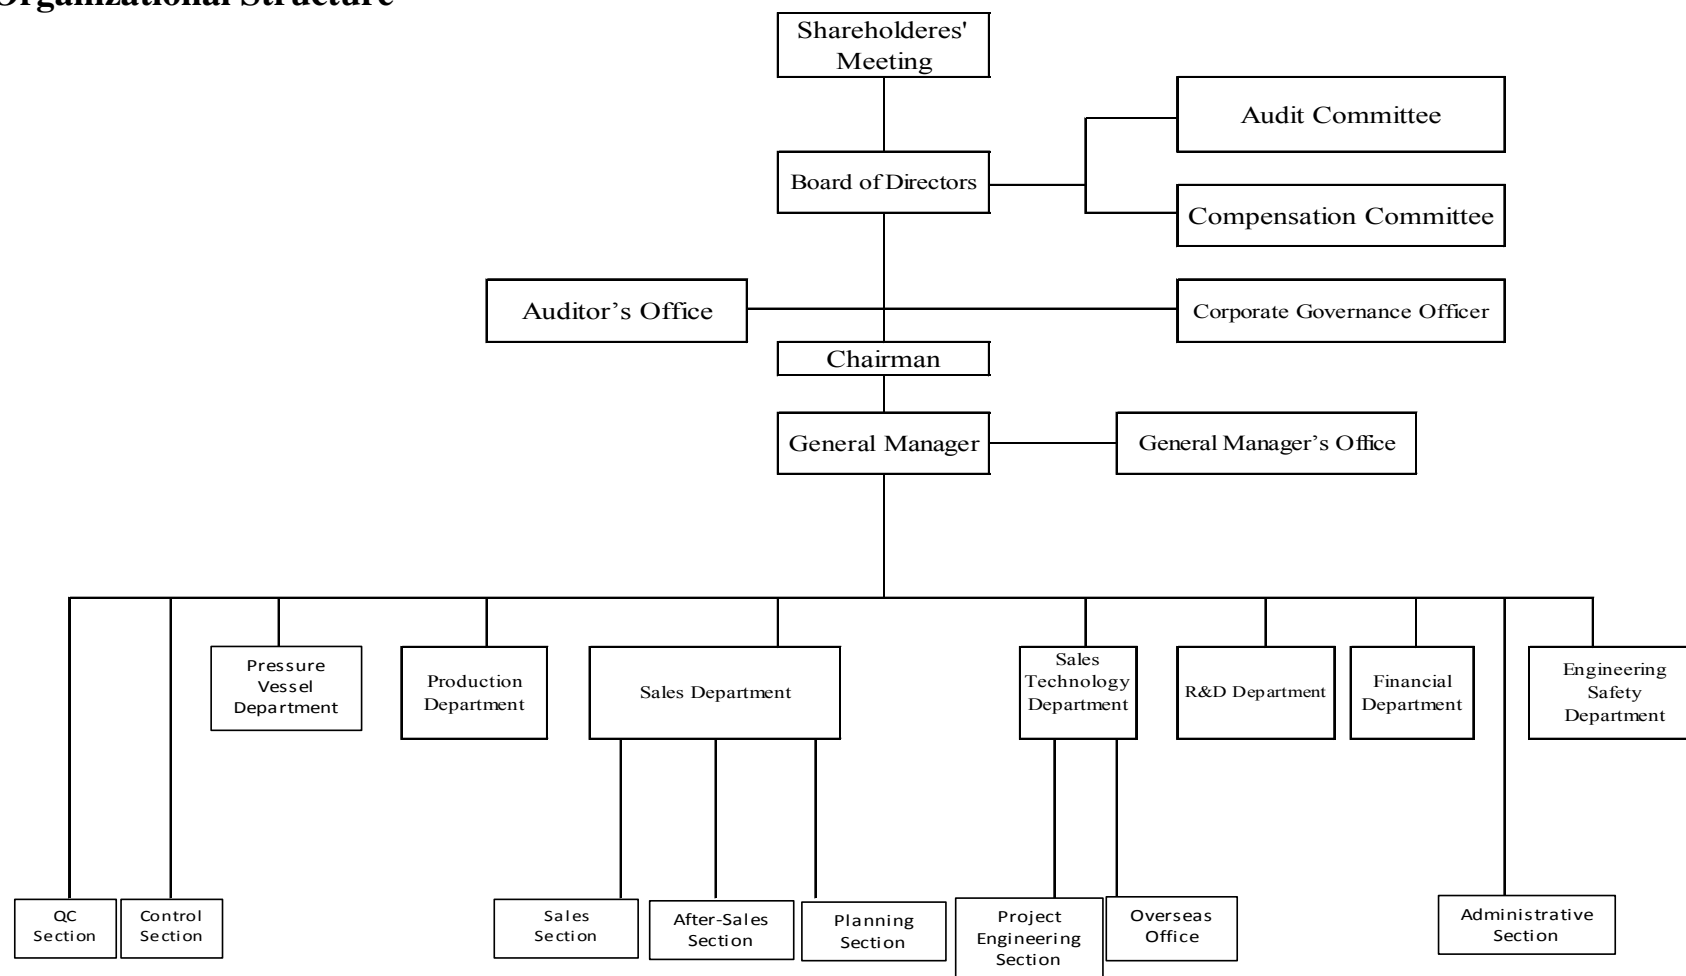 Organizational Structure
Shareholderes'
Meeting
Audit Committee
Board of Directors
Compensation Committee
Auditor’s Office
Corporate Governance Officer
Chairman
General Manager
General Manager’s Office
Pressure
Vessel
Department
Production
Department
Sales Department
Sales
Technology
Department
R&D Department
Financial
Department
Engineering
Safety
Department
QC
Section
Control
Section
Sales
Section
After-Sales
Section
Planning
Section
Project
Engineering
Section
Overseas
Office
Administrative
Section